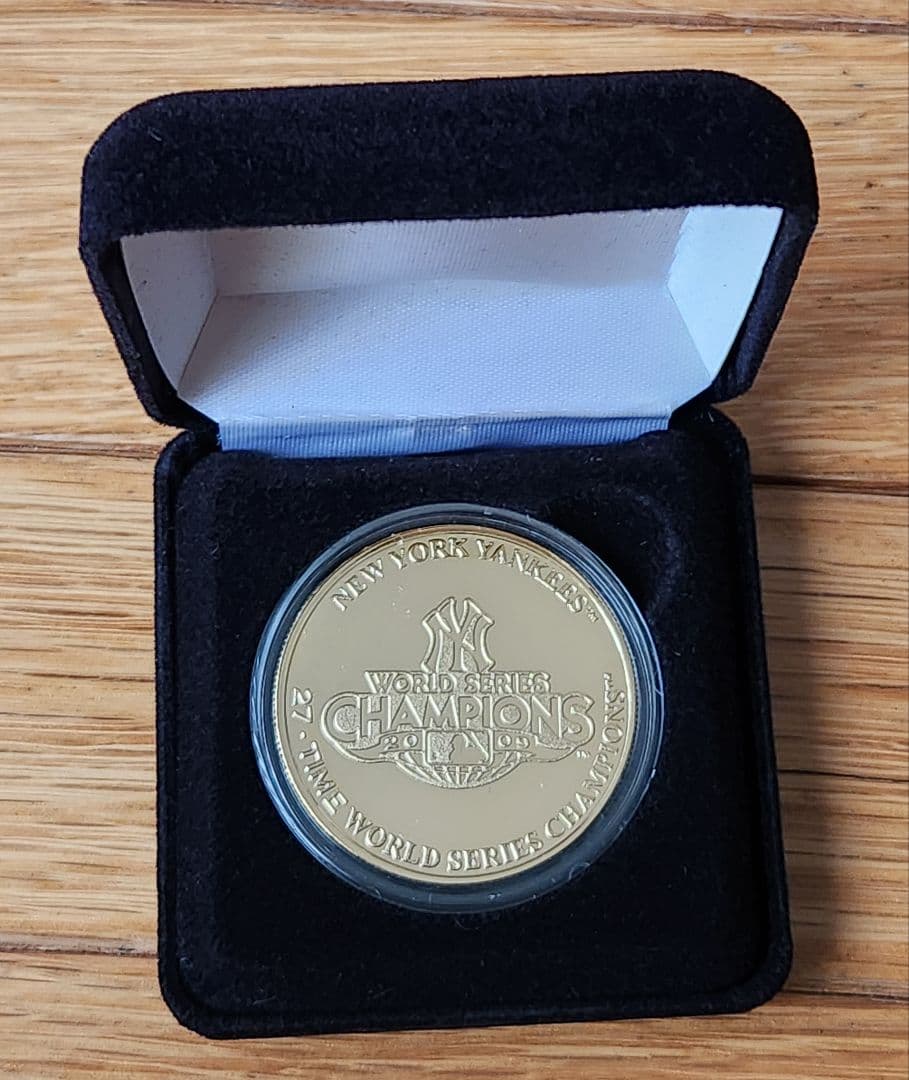 NEW YORK YANKEES™
NY
WORLD SERIES
CHAMPIONS
2009
27 · TIME WORLD SERIES CHAMPIONS™